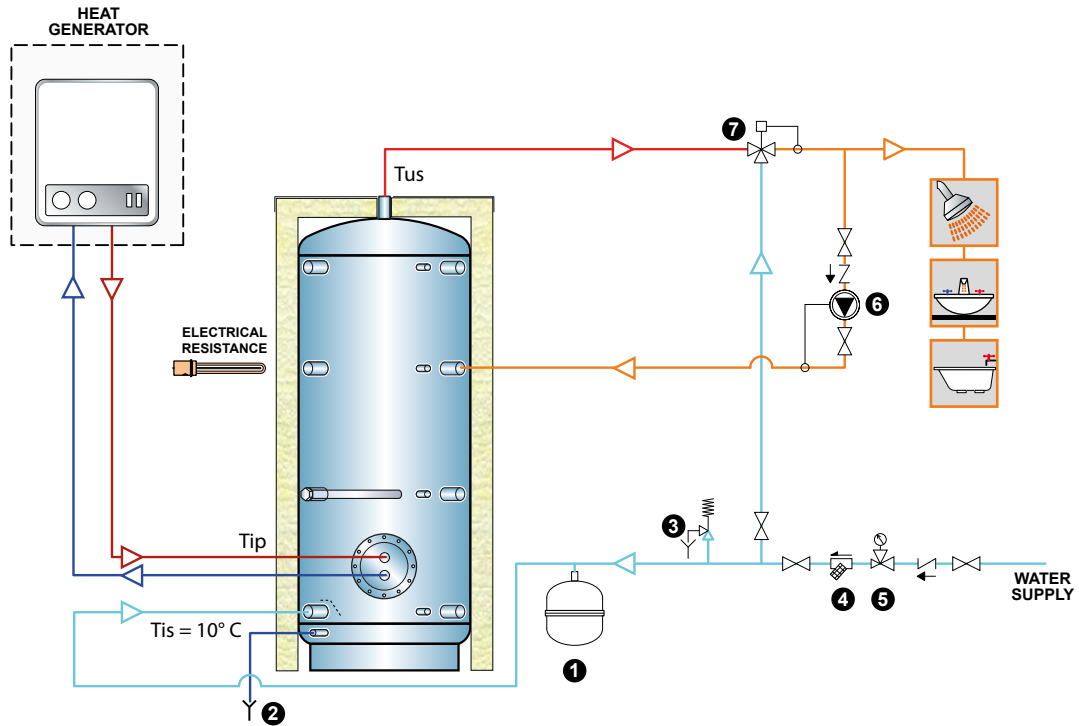 HEAT
GENERATOR
7
Tus
6
ELECTRICAL
RESISTANCE
3
Tip
4
5
WATER
SUPPLY
Tis = 10° C
1
2